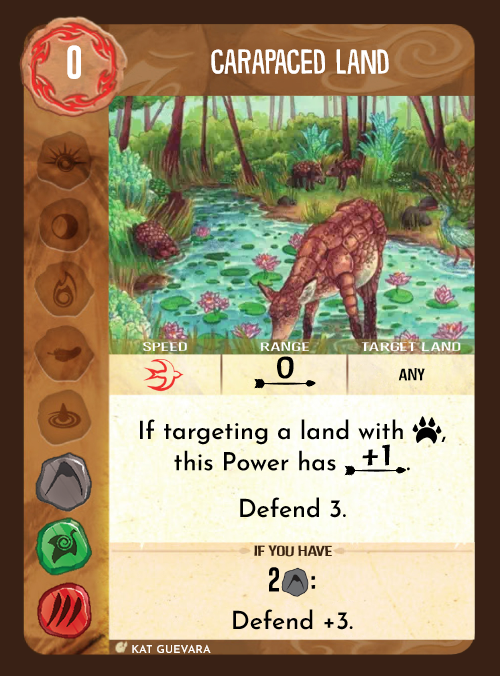 0
CARAPACED LAND
SPEED RANGE TARGET LAND
0 ANY
If targeting a land with ,
this Power has +1.
Defend 3.
IF YOU HAVE
2 :
Defend +3.
KAT GUEVARA